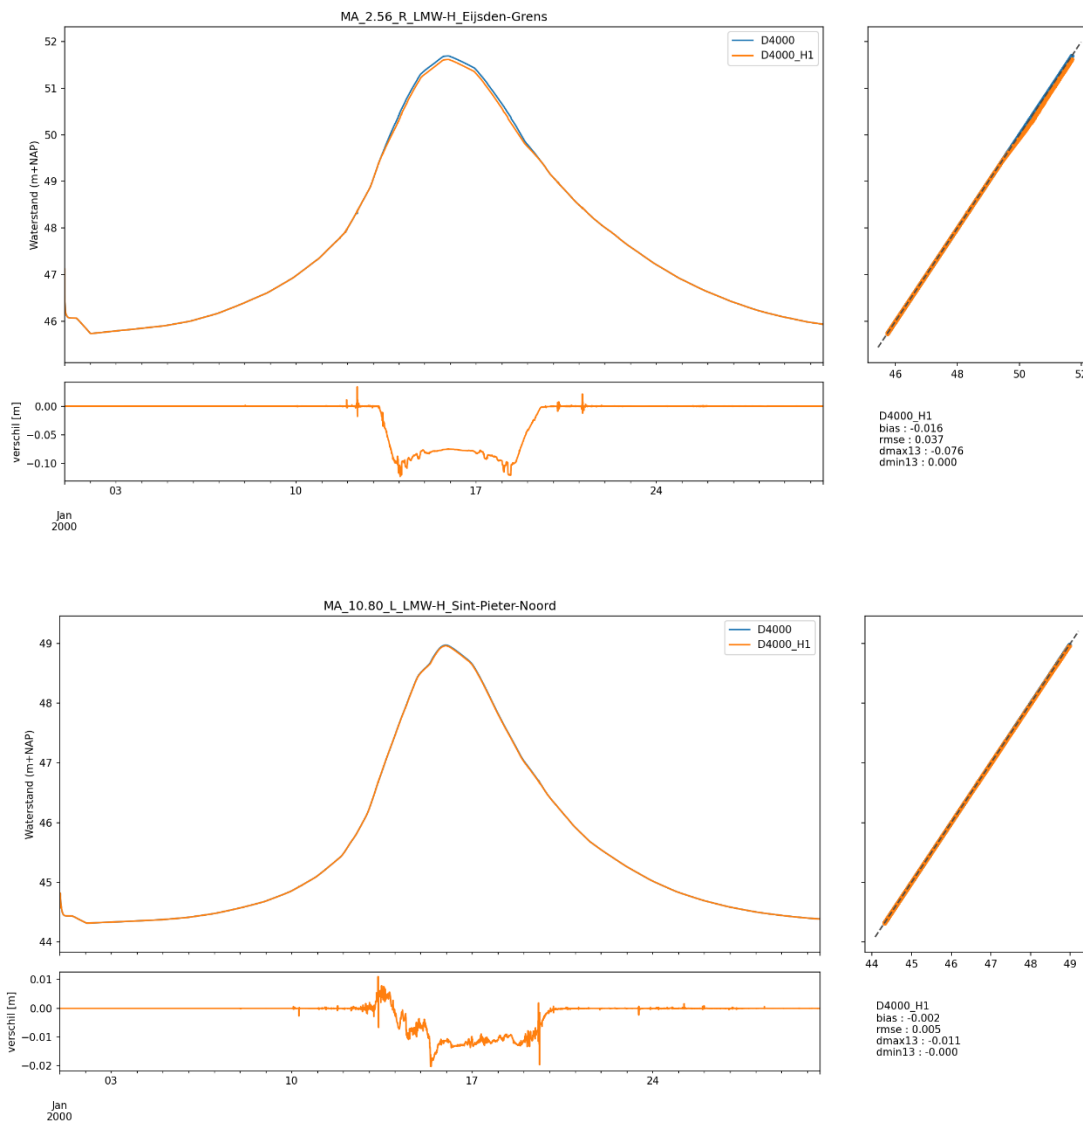 MA_2.56_R_LMW-H_Eijsden-Grens
D4000
D4000_H1
Waterstand (m+NAP)
52
51
50
49
48
47
46
46 48 50 52
verschil [m]
0.00
−0.05
−0.10
03 10 17 24
Jan
2000
D4000_H1
bias : -0.016
rmse : 0.037
dmax13 : -0.076
dmin13 : 0.000
MA_10.80_L_LMW-H_Sint-Pieter-Noord
D4000
D4000_H1
Waterstand (m+NAP)
49
48
47
46
45
44
44 45 46 47 48 49
verschil [m]
0.01
0.00
−0.01
−0.02
03 10 17 24
Jan
2000
D4000_H1
bias : -0.002
rmse : 0.005
dmax13 : -0.011
dmin13 : -0.000